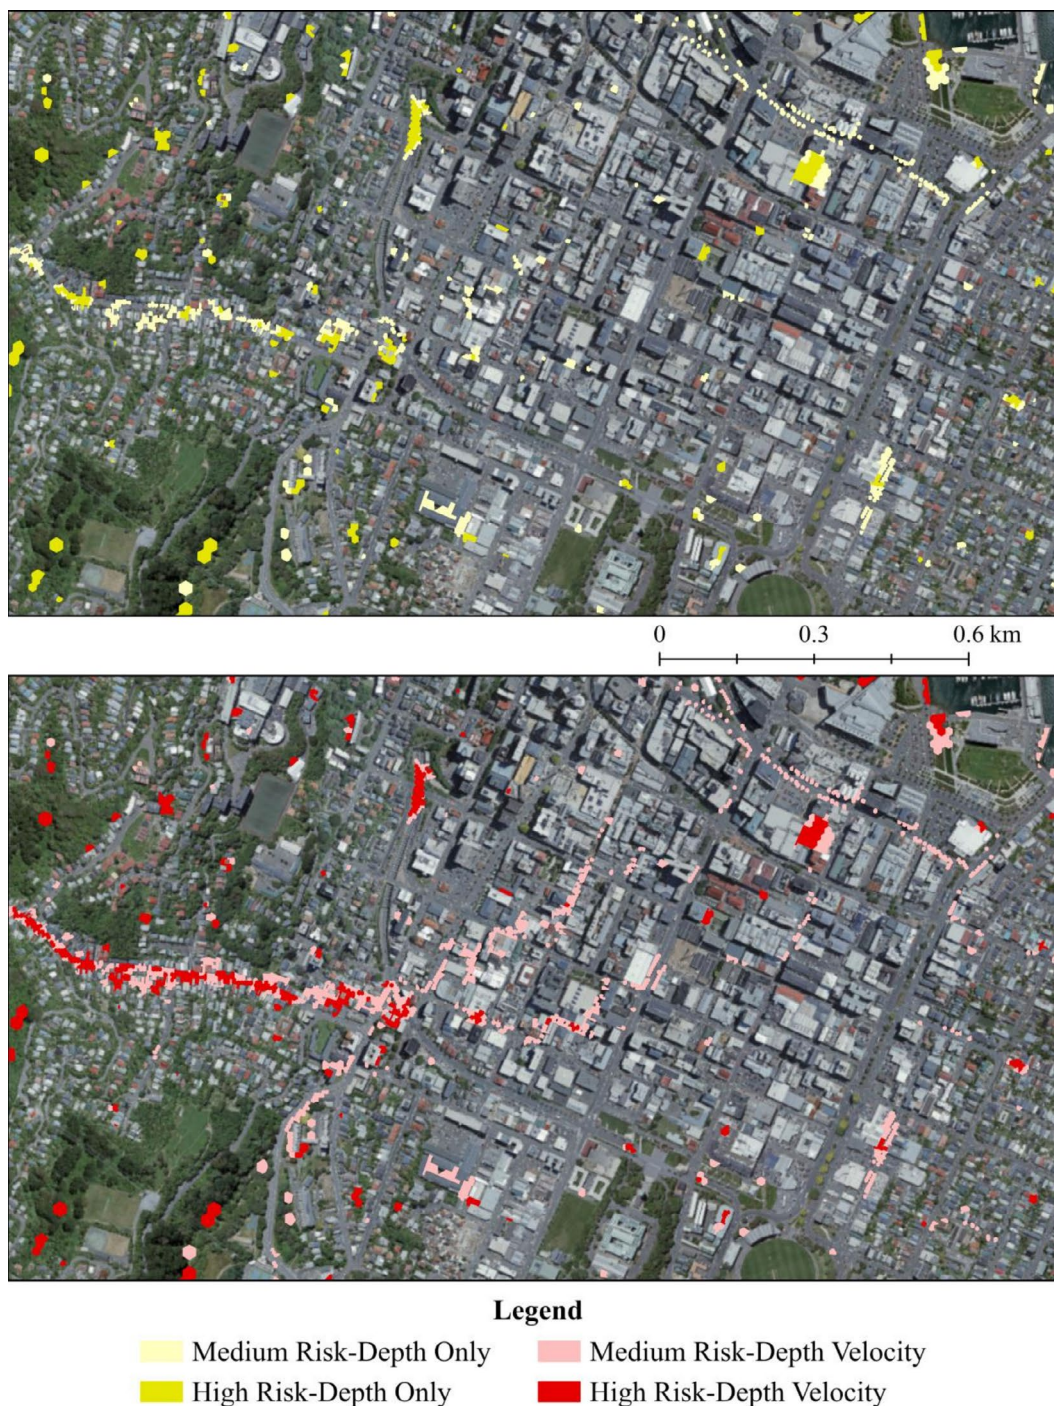 0 0.3 0.6 km
Legend
Medium Risk-Depth Only Medium Risk-Depth Velocity
High Risk-Depth Only High Risk-Depth Velocity